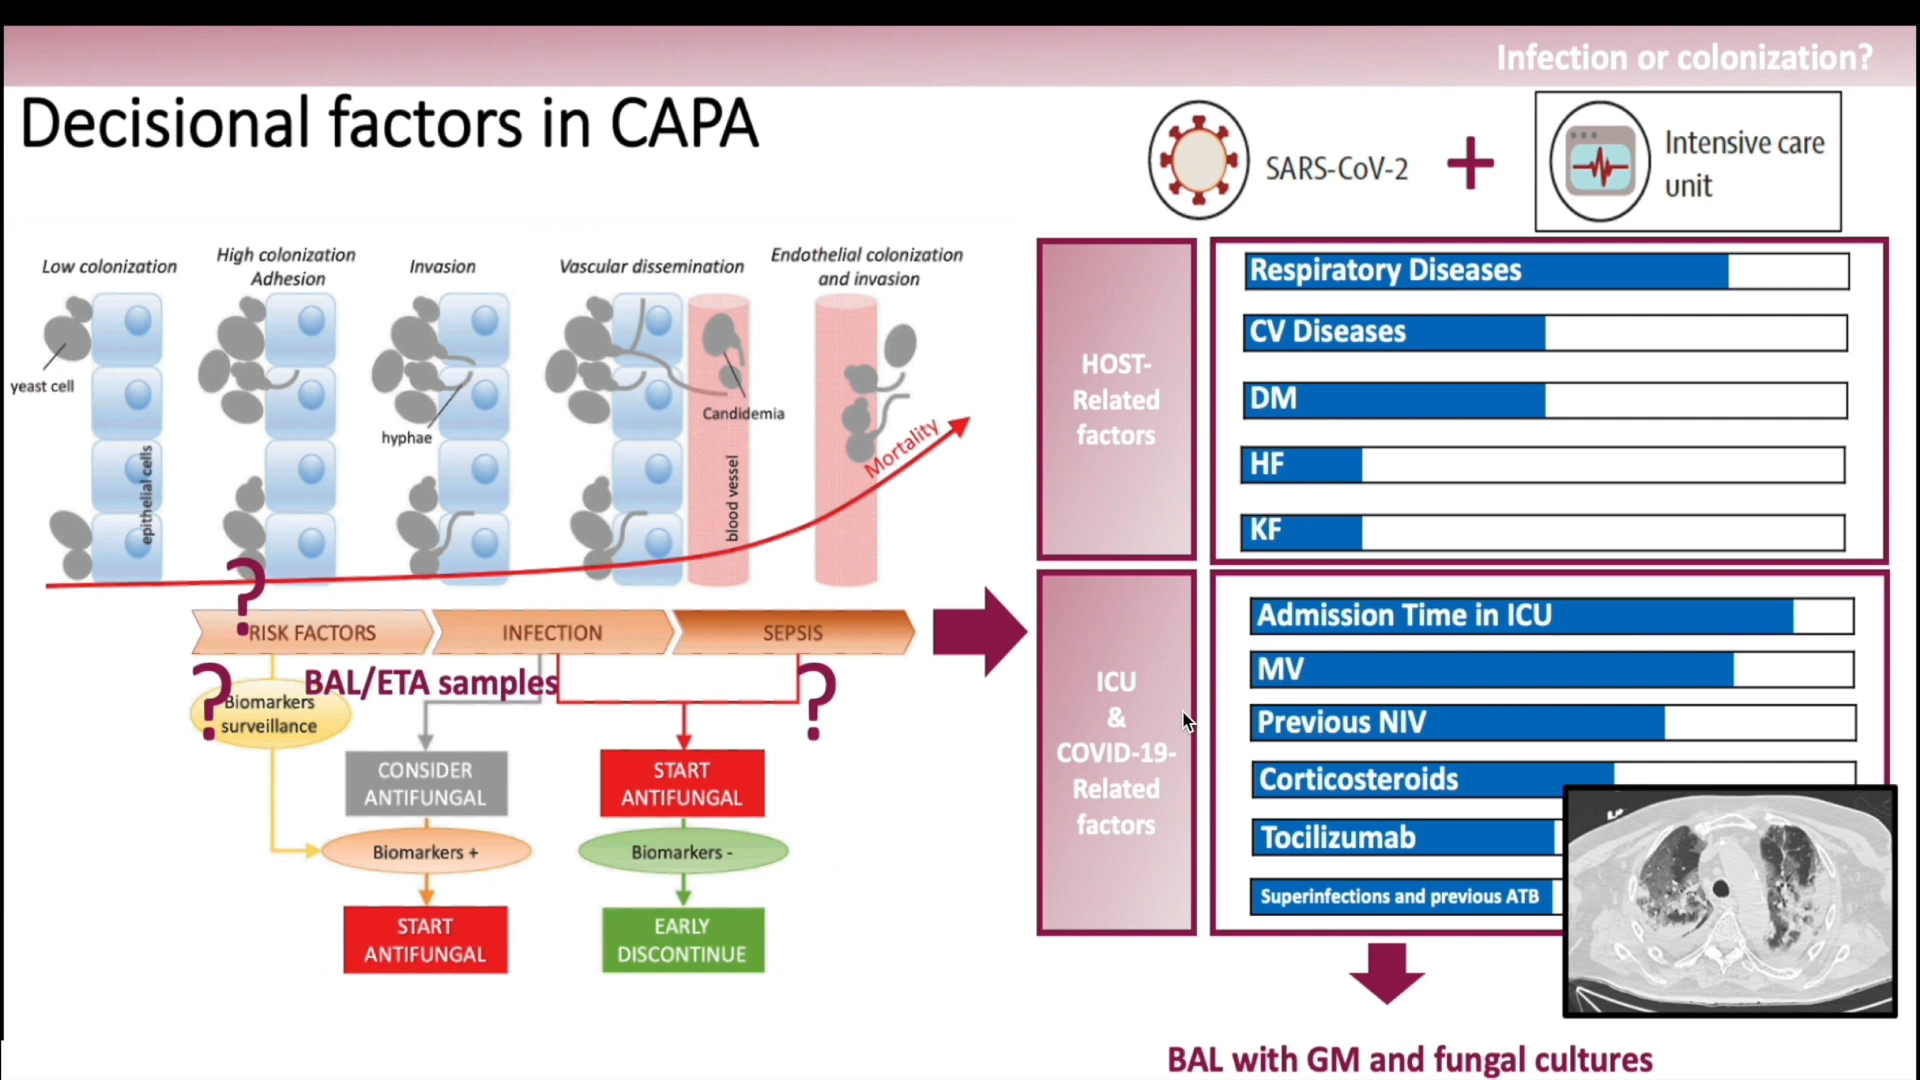 Infection or colonization?
Decisional factors in CAPA
SARS-CoV-2
+
Intensive care
unit
Low colonization
High colonization
Adhesion
Invasion
Vascular dissemination
Endothelial colonization
and invasion
yeast cell
epithelial cells
hyphae
Candidemia
blood vessel
Mortality
?
RISK FACTORS
INFECTION
SEPSIS
?
BAL/ETA samples
?
Biomarkers
surveillance
CONSIDER
ANTIFUNGAL
START
ANTIFUNGAL
Biomarkers +
Biomarkers -
START
ANTIFUNGAL
EARLY
DISCONTINUE
HOST-
Related
factors
Respiratory Diseases
CV Diseases
DM
HF
KF
ICU
&
COVID-19-
Related
factors
Admission Time in ICU
MV
Previous NIV
Corticosteroids
Tocilizumab
Superinfections and previous ATB
BAL with GM and fungal cultures